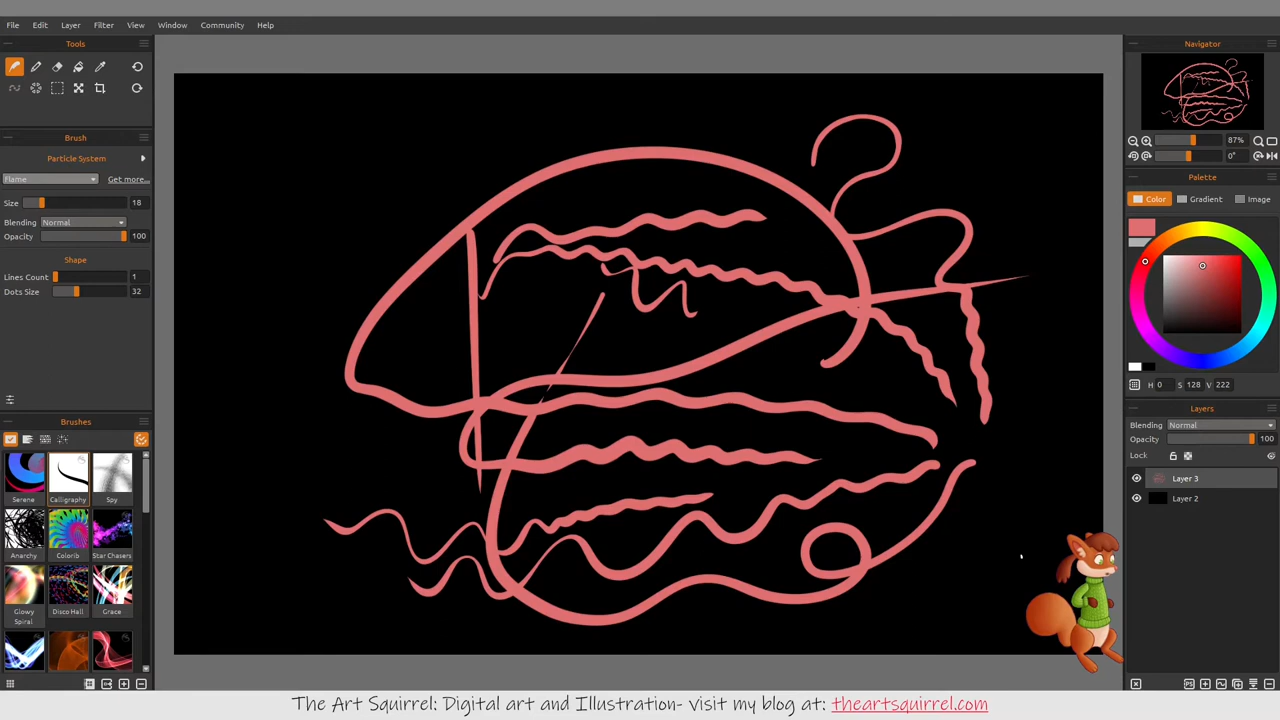 File Edit Layer Filter View Window Community Help
Tools
Brush
Particle System
Flame Get more...
Size 18
Blending Normal
Opacity 100
Shape
Lines Count 1
Dots Size 32
Brushes
Serene Calligraphy Spy
Anarchy Colorib Star Chasers
Glowy Spiral Disco Hall Grace
Navigator
87%
0°
Palette
Color Gradient Image
H 0 S 128 V 222
Layers
Blending Normal
Opacity 100
Lock
Layer 3
Layer 2
The Art Squirrel: Digital art and Illustration- visit my blog at: theartsquirrel.com